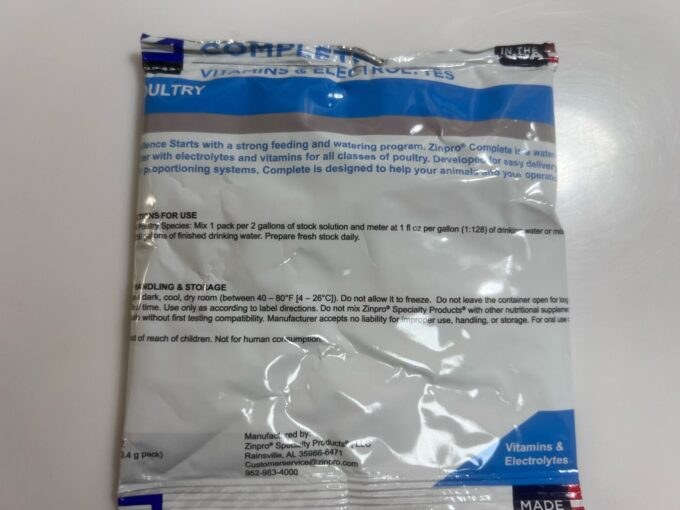 COMPLETE
IN THE
USA
VITAMINS & ELECTROLYTES
OULTRY
llence Starts with a strong feeding and watering program. Zinpro® Complete is a water
er with electrolytes and vitamins for all classes of poultry. Developed for easy delivery
proportioning systems, Complete is designed to help your animals and your operation
TIONS FOR USE
Poultry Species: Mix 1 pack per 2 gallons of stock solution and meter at 1 fl oz per gallon (1:128) of drinking water or mo
gallons of finished drinking water. Prepare fresh stock daily.
HANDLING & STORAGE
dark, cool, dry room (between 40 – 80°F [4 – 26°C]). Do not allow it to freeze. Do not leave the container open for long
time. Use only as according to label directions. Do not mix Zinpro® Specialty Products® with other nutritional suppleme
without first testing compatibility. Manufacturer accepts no liability for improper use, handling, or storage. For oral use
of reach of children. Not for human consumption.
Manufactured by:
Zinpro® Specialty Products®, LLC
Rainsville, AL 35986-6471
Customerservice@zinpro.com
952-983-4000
.4 g pack)
Vitamins &
Electrolytes
MADE